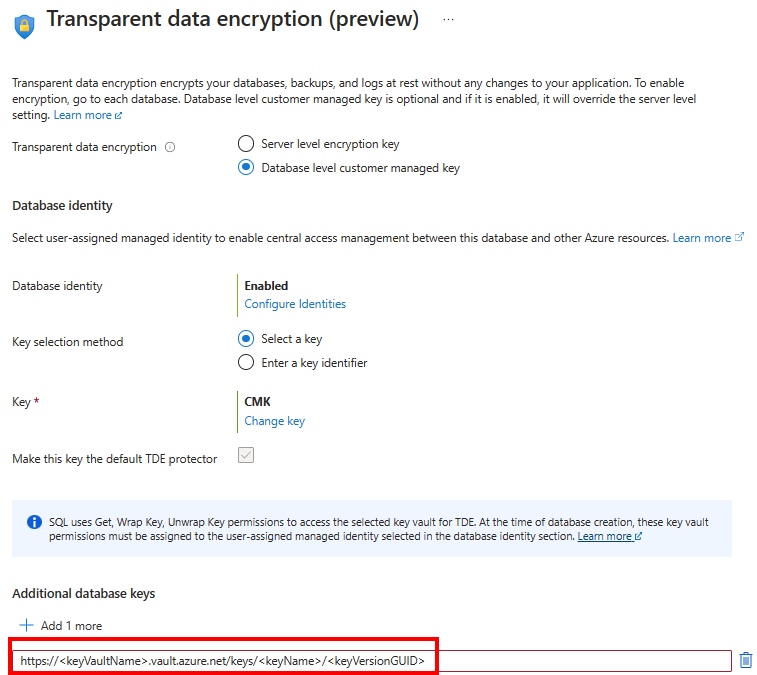 Transparent data encryption (preview) ...
Transparent data encryption encrypts your databases, backups, and logs at rest without any changes to your application. To enable
encryption, go to each database. Database level customer managed key is optional and if it is enabled, it will override the server level
setting. Learn more
Transparent data encryption
Server level encryption key
Database level customer managed key
Database identity
Select user-assigned managed identity to enable central access management between this database and other Azure resources. Learn more
Database identity
Enabled
Configure Identities
Key selection method
Select a key
Enter a key identifier
Key *
CMK
Change key
Make this key the default TDE protector
SQL uses Get, Wrap Key, Unwrap Key permissions to access the selected key vault for TDE. At the time of database creation, these key vault
permissions must be assigned to the user-assigned managed identity selected in the database identity section. Learn more
Additional database keys
+ Add 1 more
https://<keyVaultName>.vault.azure.net/keys/<keyName>/<keyVersionGUID>